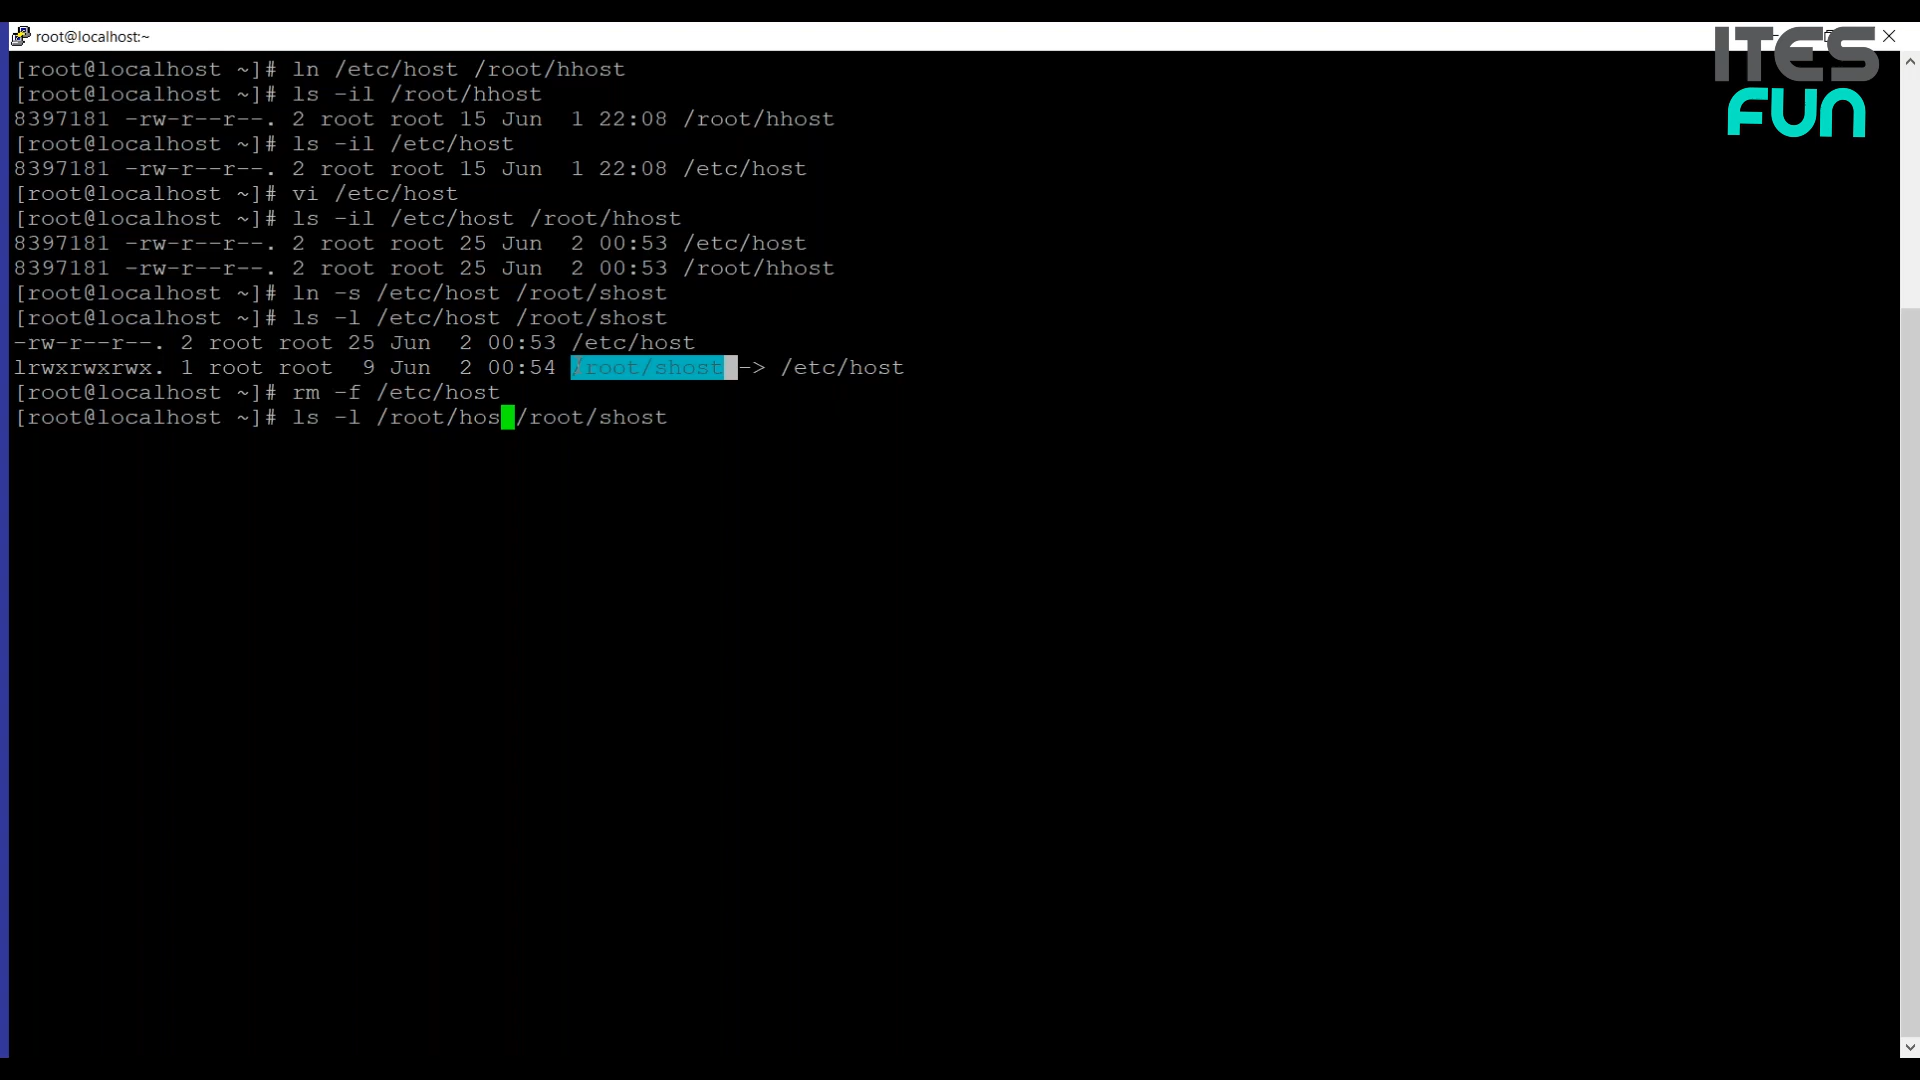 root@localhost:~
ITES
FUN
[root@localhost ~]# ln /etc/host /root/hhost
[root@localhost ~]# ls -il /root/hhost
8397181 -rw-r--r--. 2 root root 15 Jun  1 22:08 /root/hhost
[root@localhost ~]# ls -il /etc/host
8397181 -rw-r--r--. 2 root root 15 Jun  1 22:08 /etc/host
[root@localhost ~]# vi /etc/host
[root@localhost ~]# ls -il /etc/host /root/hhost
8397181 -rw-r--r--. 2 root root 25 Jun  2 00:53 /etc/host
8397181 -rw-r--r--. 2 root root 25 Jun  2 00:53 /root/hhost
[root@localhost ~]# ln -s /etc/host /root/shost
[root@localhost ~]# ls -l /etc/host /root/shost
-rw-r--r--. 2 root root 25 Jun  2 00:53 /etc/host
lrwxrwxrwx. 1 root root  9 Jun  2 00:54 /root/shost -> /etc/host
[root@localhost ~]# rm -f /etc/host
[root@localhost ~]# ls -l /root/hos /root/shost